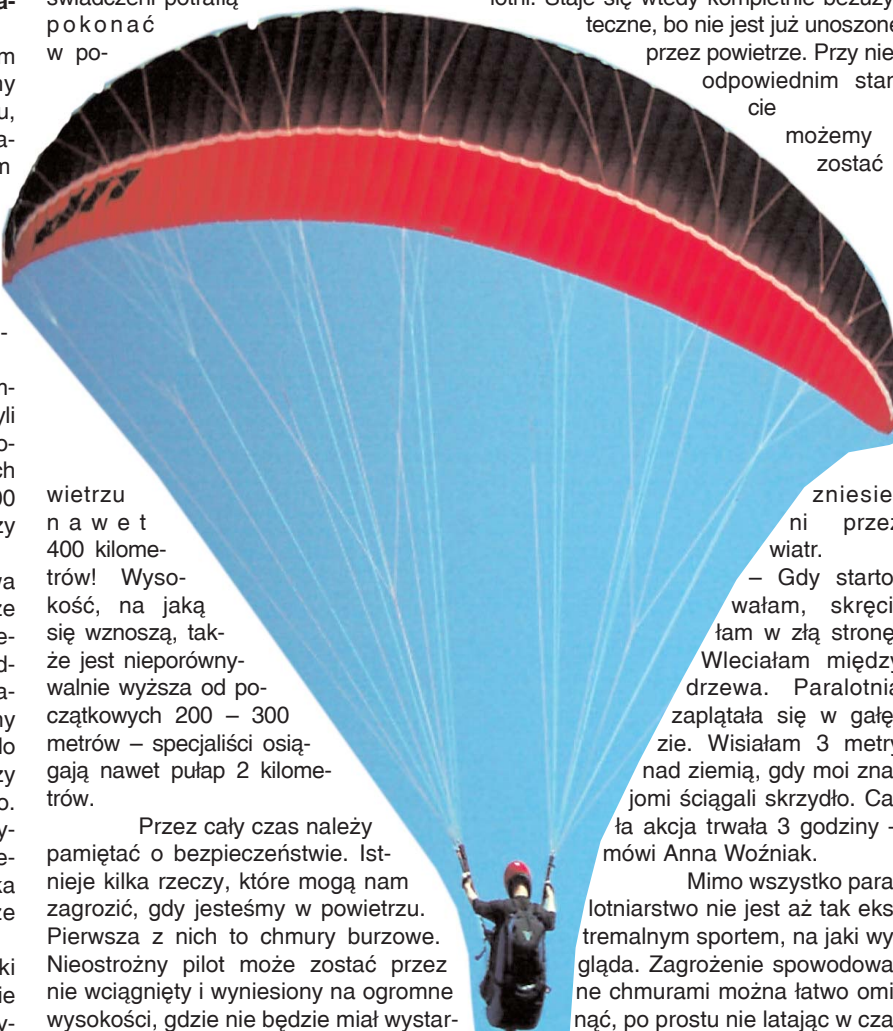 świadczeni potrafią
pokonać
w po-
wietrzu
nawet
400 kilome-
trów! Wyso-
kość, na jaką
się wznoszą, tak-
że jest nieporówny-
walnie wyższa od po-
czątkowych 200 – 300
metrów – specjaliści osią-
gają nawet pułap 2 kilome-
trów.
Przez cały czas należy
pamiętać o bezpieczeństwie. Ist-
nieje kilka rzeczy, które mogą nam
zagrozić, gdy jesteśmy w powietrzu.
Pierwsza z nich to chmury burzowe.
Nieostrożny pilot może zostać przez
nie wciągnięty i wyniesiony na ogromne
wysokości, gdzie nie będzie miał wystar-
lotni. Staje się wtedy kompletnie bezuży
teczne, bo nie jest już unoszone
przez powietrze. Przy nie
odpowiednim star
cie
możemy
zostać
zniesie
ni przez
wiatr.
– Gdy starto
wałam, skręci
łam w złą stronę
Wleciałam między
drzewa. Paralotnia
zaplątała się w gałę
zie. Wisiałam 3 metry
nad ziemią, gdy moi zna
jomi ściągali skrzydło. Ca
ła akcja trwała 3 godziny -
mówi Anna Woźniak.
Mimo wszystko para
lotniarstwo nie jest aż tak eks
tremalnym sportem, na jaki wy
gląda. Zagrożenie spowodowa
ne chmurami można łatwo omi
nąć, po prostu nie latając w cza